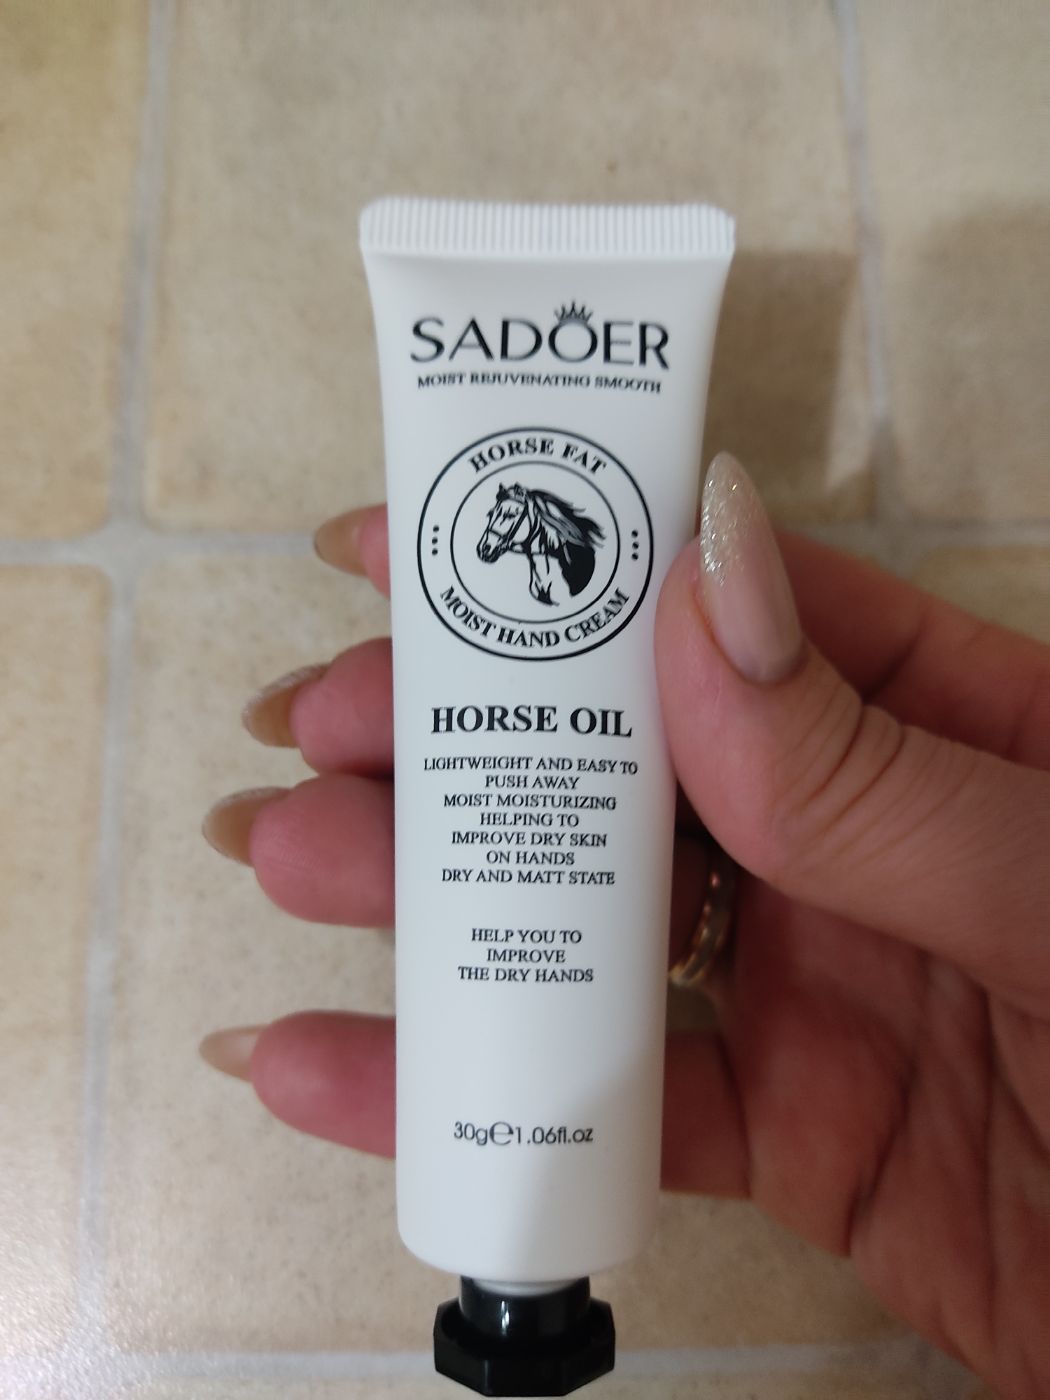 SADOER
MOIST REJUVENATING SMOOTH
HORSE FAT
MOIST HAND CREAM
HORSE OIL
LIGHTWEIGHT AND EASY TO
PUSH AWAY
MOIST MOISTURIZING
HELPING TO
IMPROVE DRY SKIN
ON HANDS
DRY AND MATT STATE
HELP YOU TO
IMPROVE
THE DRY HANDS
30g℮1.06fl.oz